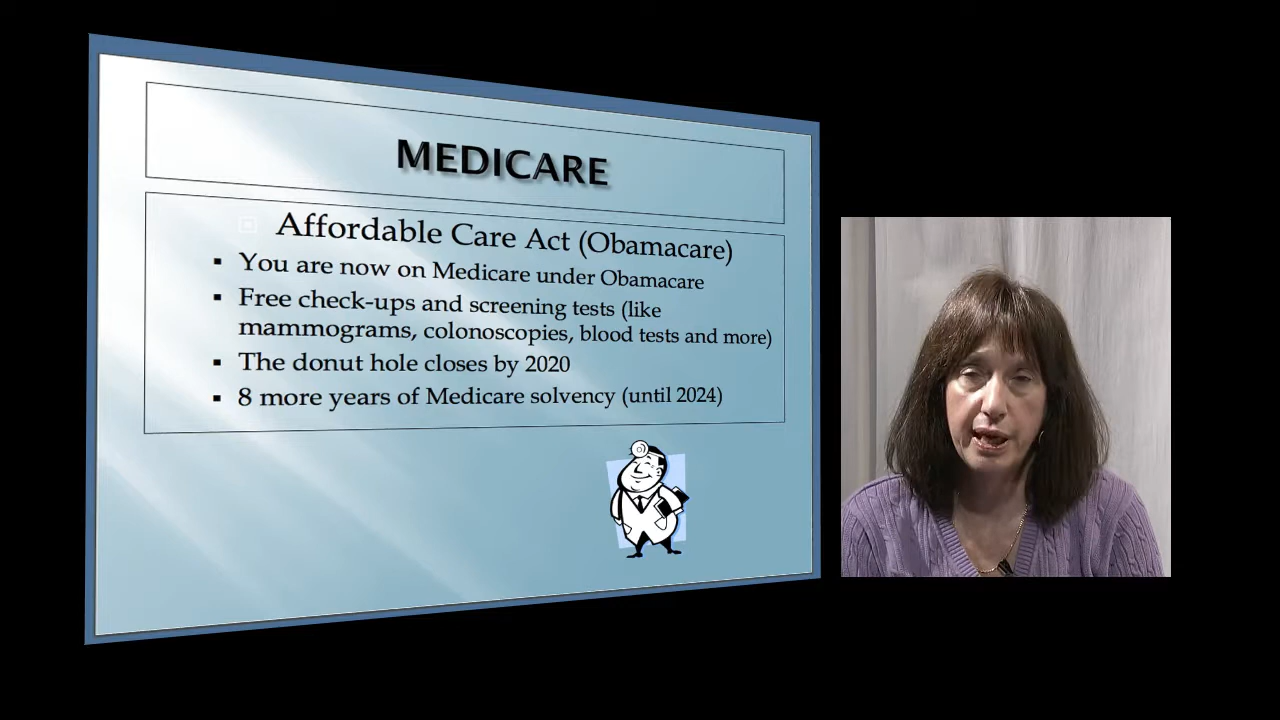 MEDICARE
Affordable Care Act (Obamacare)
▪ You are now on Medicare under Obamacare
▪ Free check-ups and screening tests (like
mammograms, colonoscopies, blood tests and more)
▪ The donut hole closes by 2020
▪ 8 more years of Medicare solvency (until 2024)